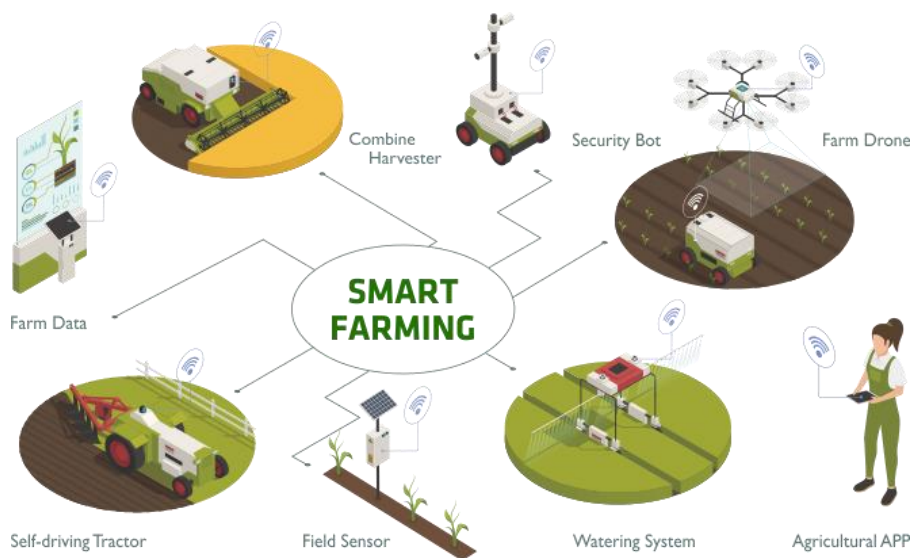 Combine
Harvester
Security Bot
Farm Drone
SMART
FARMING
Farm Data
Self-driving Tractor
Field Sensor
Watering System
Agricultural APP